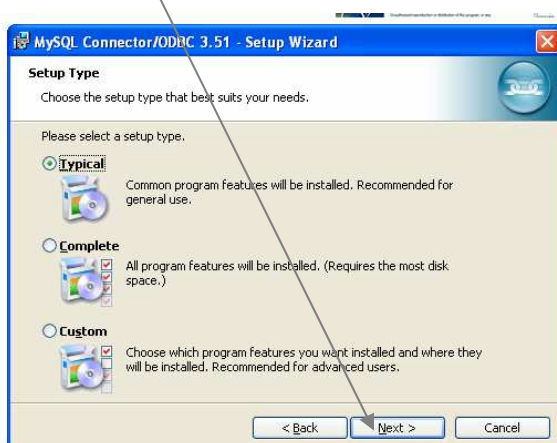 MySQL Connector/ODBC 3.51 - Setup Wizard
Setup Type
Choose the setup type that best suits your needs.
Please select a setup type.
Typical
Common program features will be installed. Recommended for
general use.
Complete
All program features will be installed. (Requires the most disk
space.)
Custom
Choose which program features you want installed and where they
will be installed. Recommended for advanced users.
< Back
Next >
Cancel